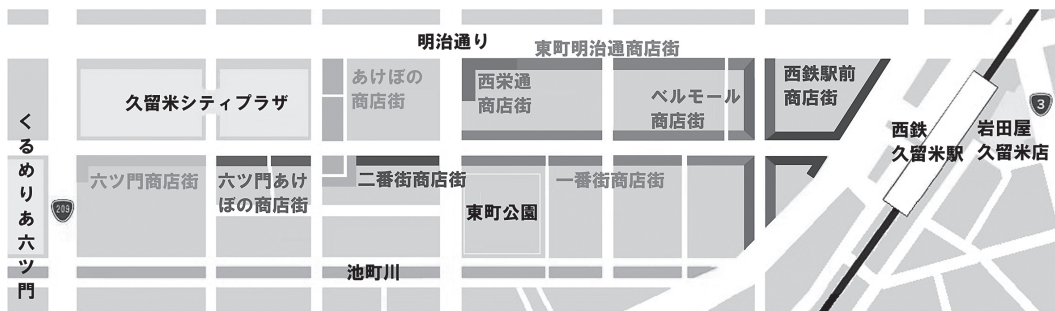 明治通り
東町明治通商店街
久留米シティプラザ
あけぼの
商店街
西栄通
商店街
ベルモール
商店街
西鉄駅前
商店街
西鉄
久留米駅
岩田屋
久留米店
3
くるめりあ六ツ門
209
六ツ門商店街
六ツ門あけ
ぼの商店街
二番街商店街
東町公園
一番街商店街
池町川